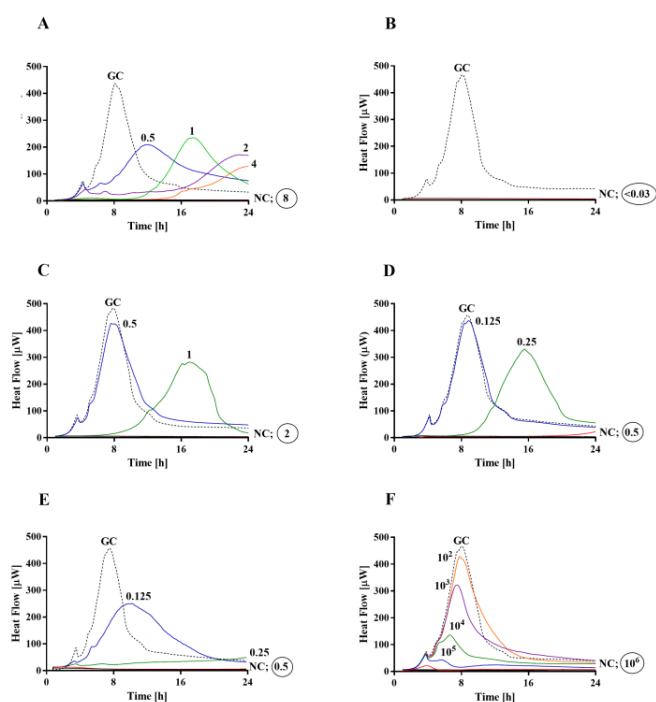 A
500
400
300
200
100
0
0
8
16
24
Time [h]
GC
0.5
1
2
4
NC; 8
B
Heat Flow [µW]
500
400
300
200
100
0
0
8
16
24
Time [h]
GC
NC; <0.03
C
Heat Flow [µW]
500
400
300
200
100
0
0
8
16
24
Time [h]
GC
0.5
1
NC; 2
D
Heat Flow (µW)
500
400
300
200
100
0
0
8
16
24
Time [h]
GC
0.125
0.25
NC; 0.5
E
Heat Flow [µW]
500
400
300
200
100
0
0
8
16
24
Time [h]
GC
0.125
0.25
NC; 0.5
F
Heat Flow [µW]
500
400
300
200
100
0
0
8
16
24
Time [h]
GC
10²
10³
10⁴
10⁵
NC; 10⁶